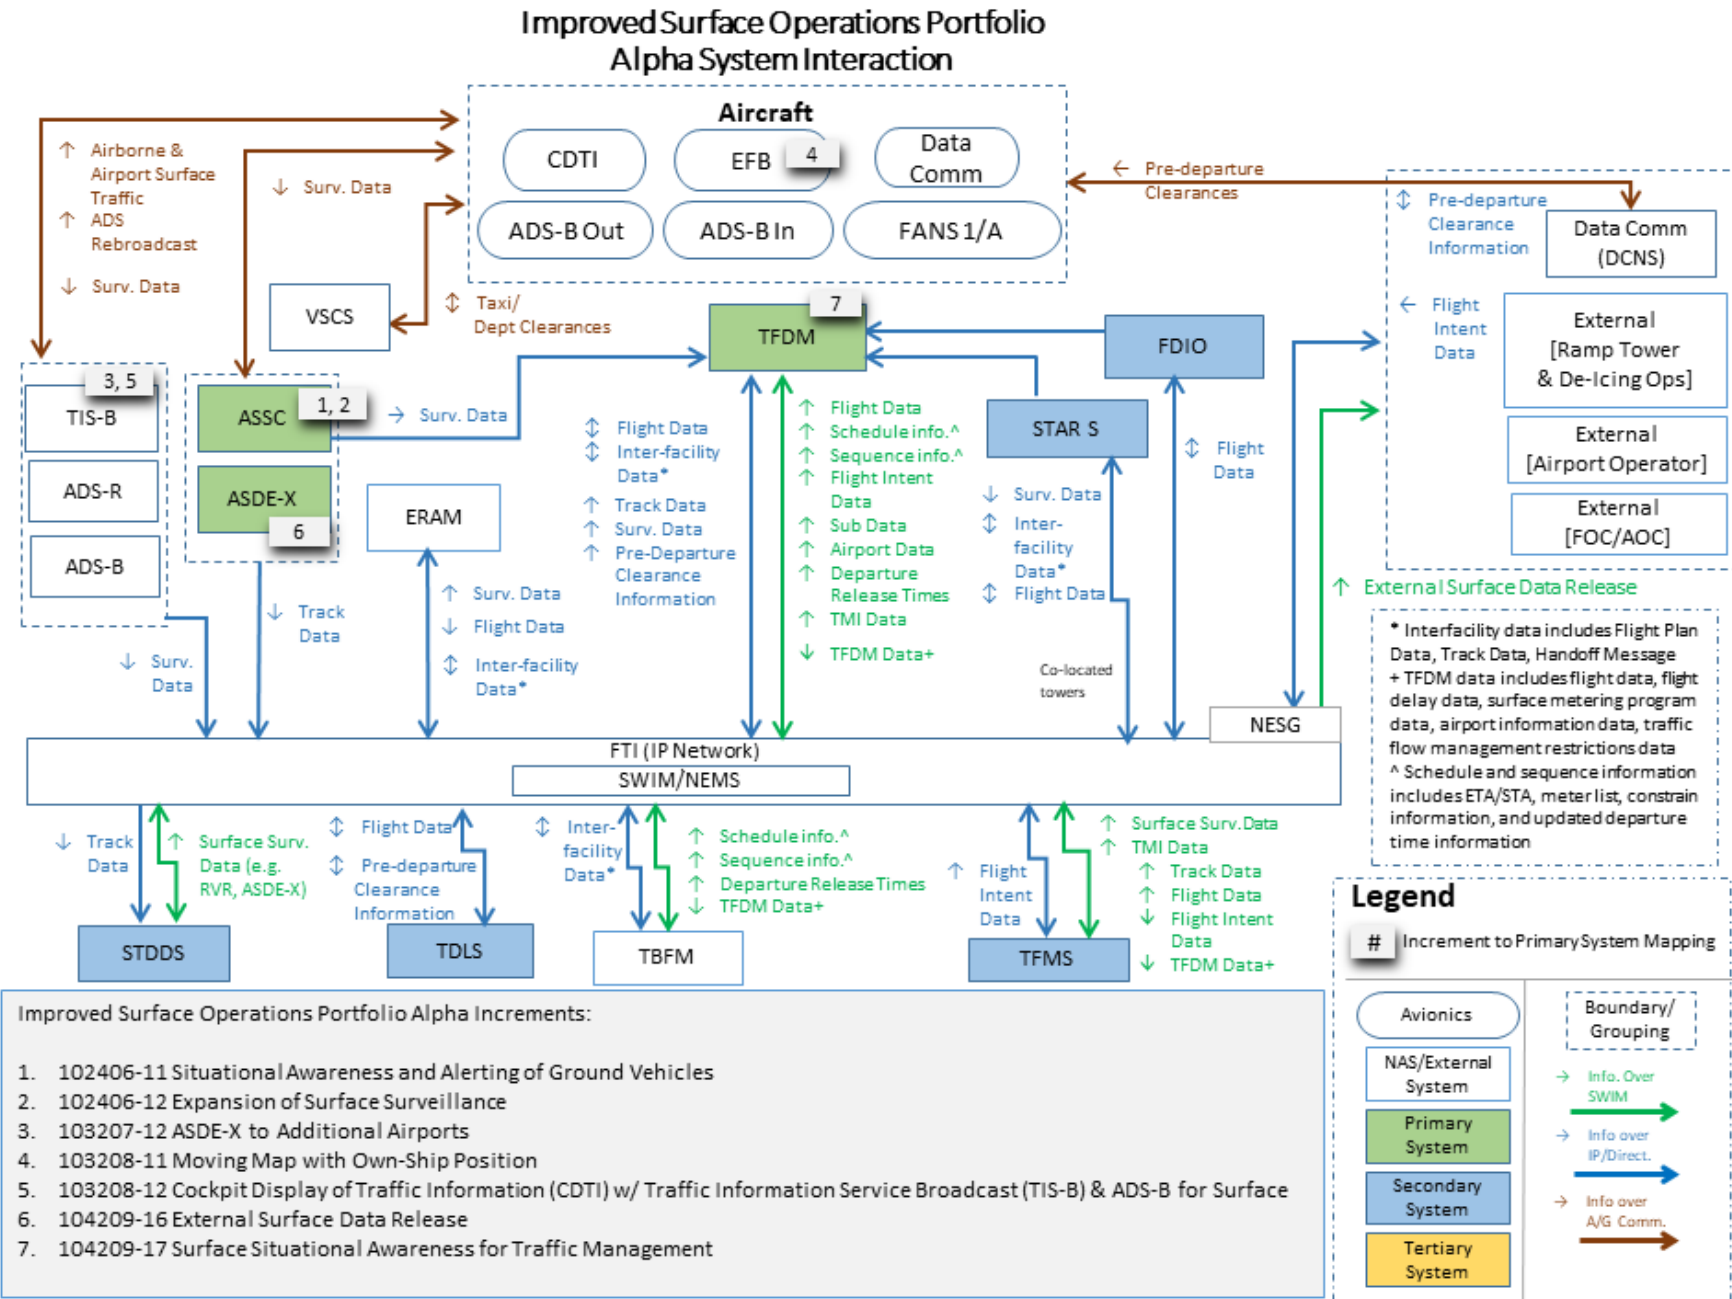 Improved Surface Operations Portfolio
Alpha System Interaction
Aircraft
CDTI
EFB
4
Data
Comm
ADS-B Out
ADS-B In
FANS 1/A
↑ Airborne &
Airport Surface
Traffic
↑ ADS
Rebroadcast
↓ Surv. Data
↓ Surv. Data
VSCS
↕ Taxi/
Dept Clearances
← Pre-departure
Clearances
↕ Pre-departure
Clearance
Information
Data Comm
(DCNS)
← Flight
Intent
Data
External
[Ramp Tower
& De-Icing Ops]
External
[Airport Operator]
External
[FOC/AOC]
↑ External Surface Data Release
3, 5
TIS-B
ADS-R
ADS-B
1, 2
ASSC
ASDE-X
6
→ Surv. Data
7
TFDM
FDIO
STAR S
ERAM
↕ Flight Data
↕ Inter-facility
Data*
↑ Track Data
↑ Surv. Data
↑ Pre-Departure
Clearance
Information
↑ Flight Data
↑ Schedule info.^
↑ Sequence info.^
↑ Flight Intent
Data
↑ Sub Data
↑ Airport Data
↑ Departure
Release Times
↑ TMI Data
↓ TFDM Data+
↓ Surv. Data
↕ Inter-
facility
Data*
↕ Flight Data
↕ Flight
Data
Co-located
towers
↓ Surv.
Data
↓ Track
Data
↑ Surv. Data
↓ Flight Data
↕ Inter-facility
Data*
NESG
FTI (IP Network)
SWIM/NEMS
* Interfacility data includes Flight Plan
Data, Track Data, Handoff Message
+ TFDM data includes flight data, flight
delay data, surface metering program
data, airport information data, traffic
flow management restrictions data
^ Schedule and sequence information
includes ETA/STA, meter list, constrain
information, and updated departure
time information
↓ Track
Data
↑ Surface Surv.
Data (e.g.
RVR, ASDE-X)
↕ Flight Data
↕ Pre-departure
Clearance
Information
↕ Inter-
facility
Data*
↑ Schedule info.^
↑ Sequence info.^
↑ Departure Release Times
↓ TFDM Data+
↑ Flight
Intent
Data
↑ Surface Surv.Data
↑ TMI Data
↑ Track Data
↑ Flight Data
↓ Flight Intent
Data
↓ TFDM Data+
STDDS
TDLS
TBFM
TFMS
Improved Surface Operations Portfolio Alpha Increments:
1. 102406-11 Situational Awareness and Alerting of Ground Vehicles
2. 102406-12 Expansion of Surface Surveillance
3. 103207-12 ASDE-X to Additional Airports
4. 103208-11 Moving Map with Own-Ship Position
5. 103208-12 Cockpit Display of Traffic Information (CDTI) w/ Traffic Information Service Broadcast (TIS-B) & ADS-B for Surface
6. 104209-16 External Surface Data Release
7. 104209-17 Surface Situational Awareness for Traffic Management
Legend
# Increment to Primary System Mapping
Avionics
NAS/External
System
Primary
System
Secondary
System
Tertiary
System
Boundary/
Grouping
→ Info. Over
SWIM
→ Info over
IP/Direct.
→ Info over
A/G Comm.